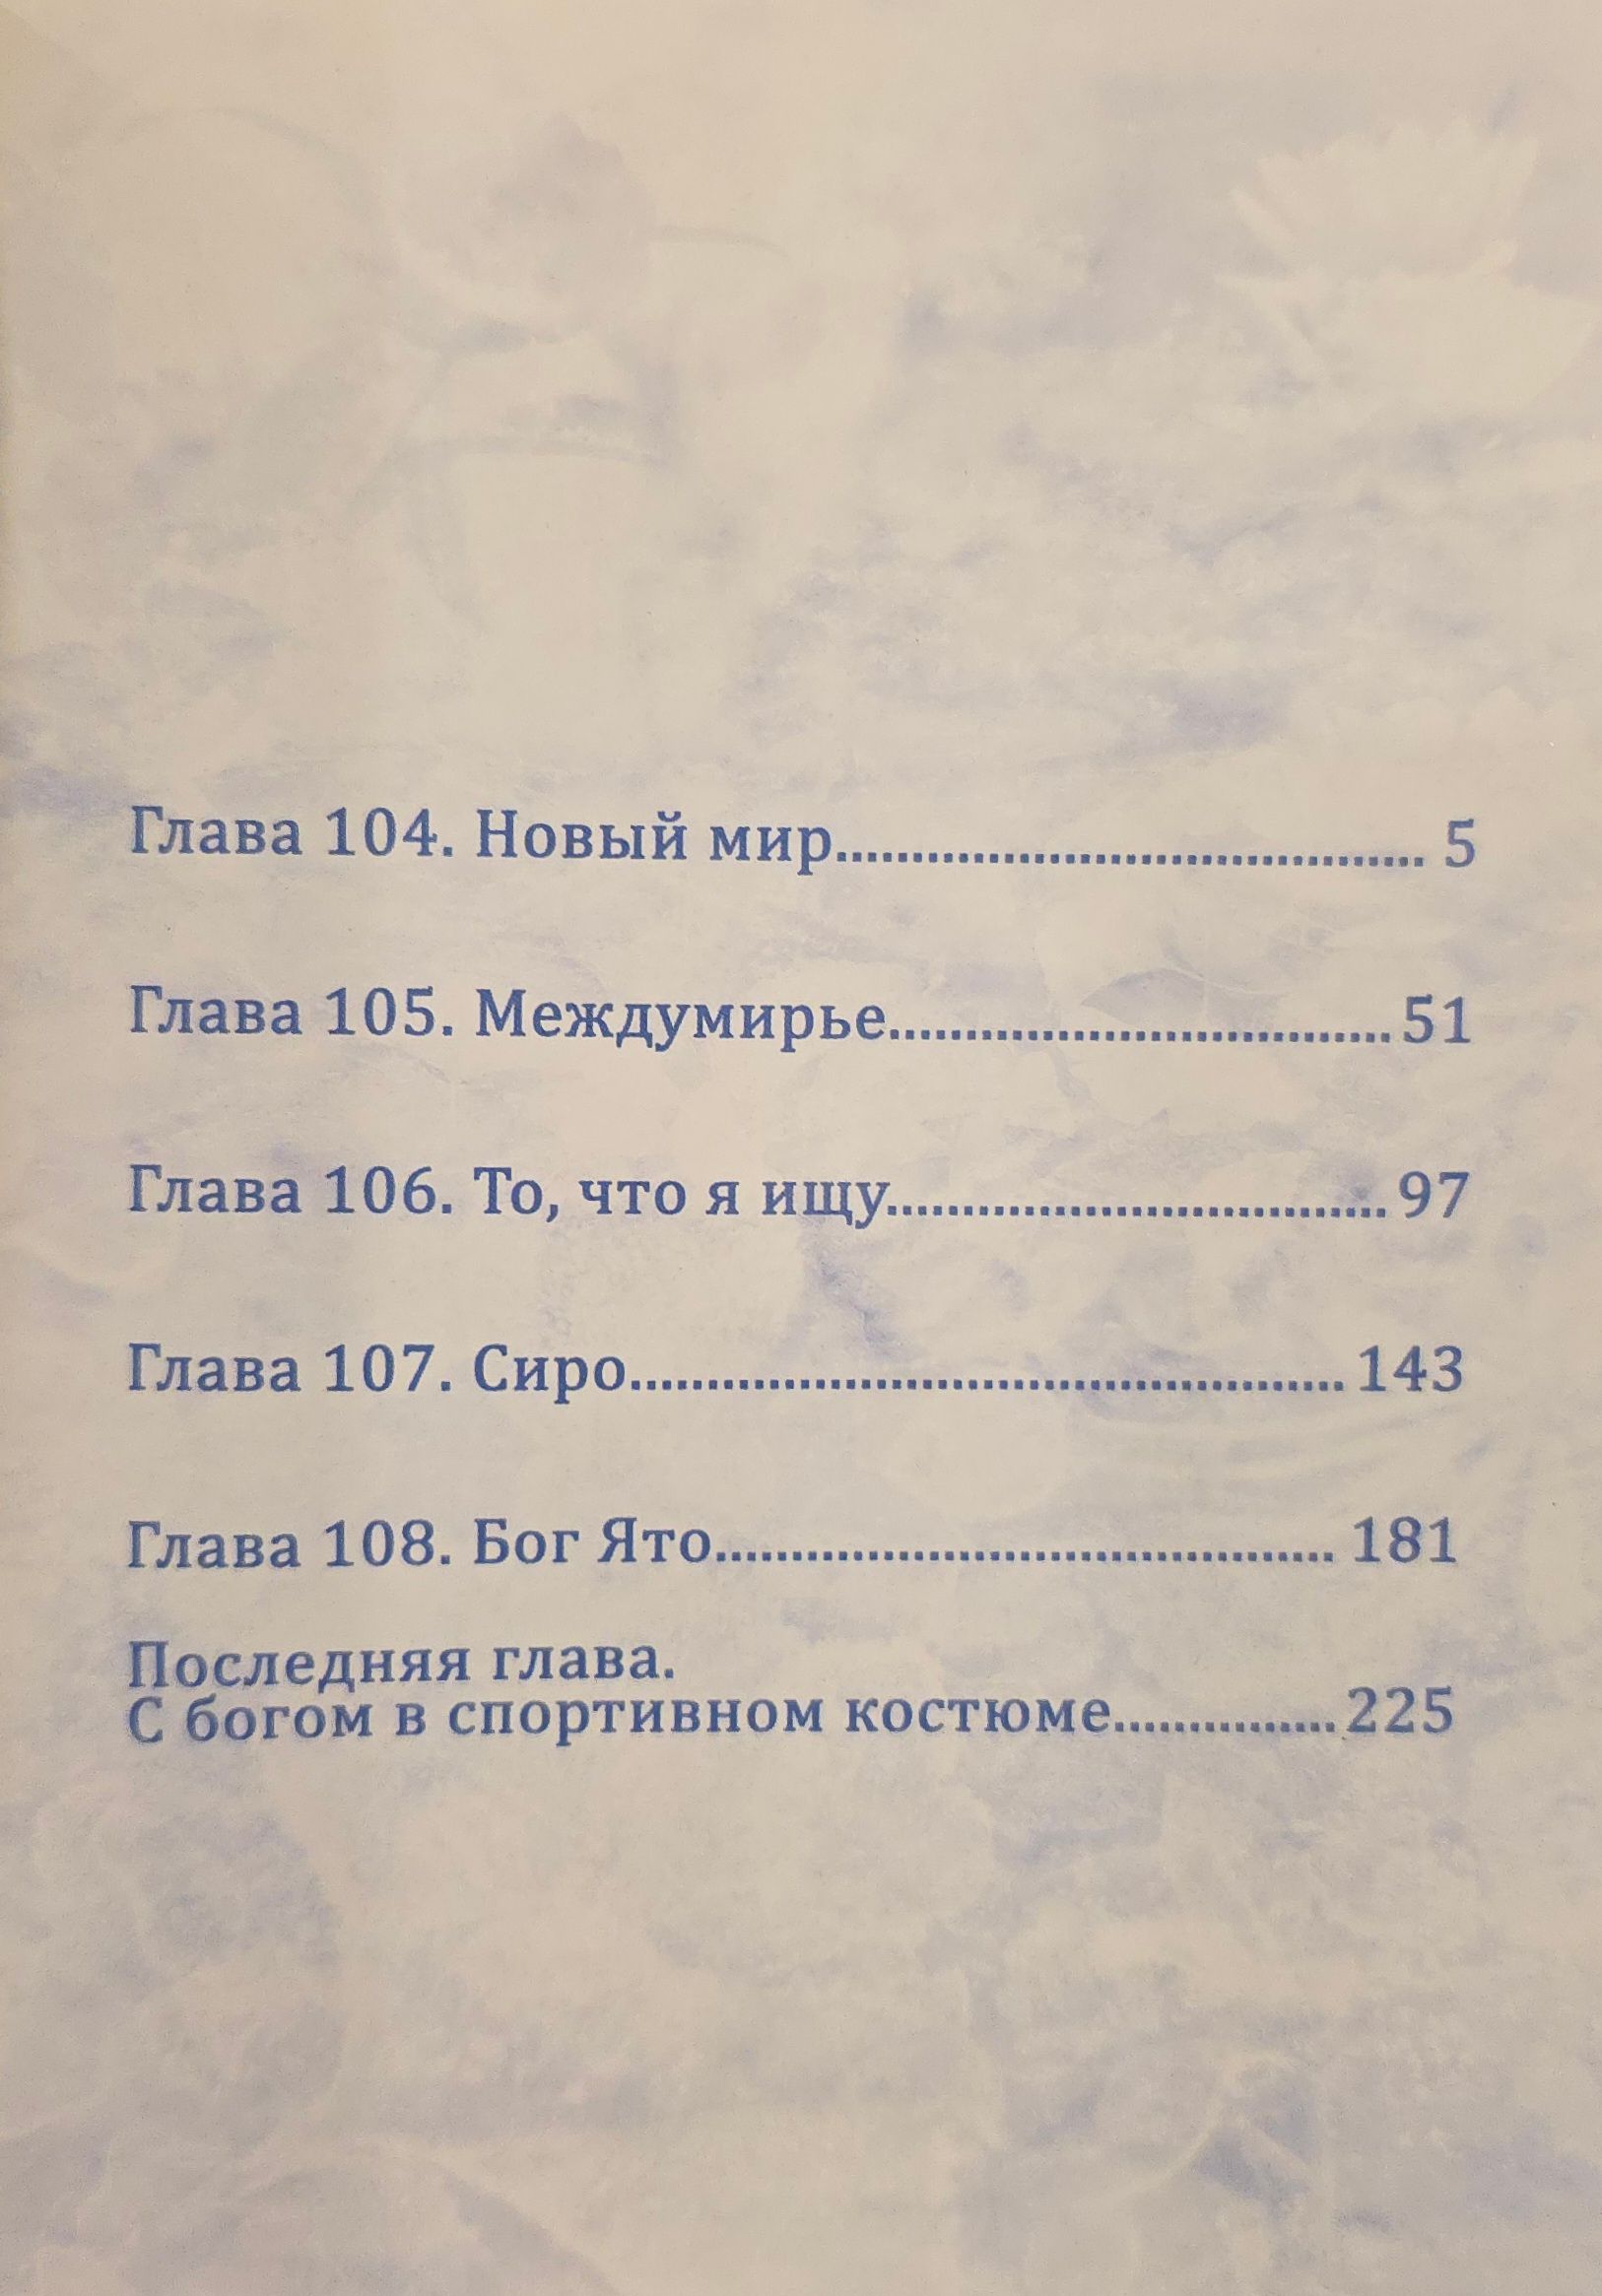 Глава 104. Новый мир....................................... 5
Глава 105. Междумирье.................................51
Глава 106. То, что я ищу.................................97
Глава 107. Сиро...............................................143
Глава 108. Бог Ято......................................... 181
Последняя глава.
С богом в спортивном костюме...............225